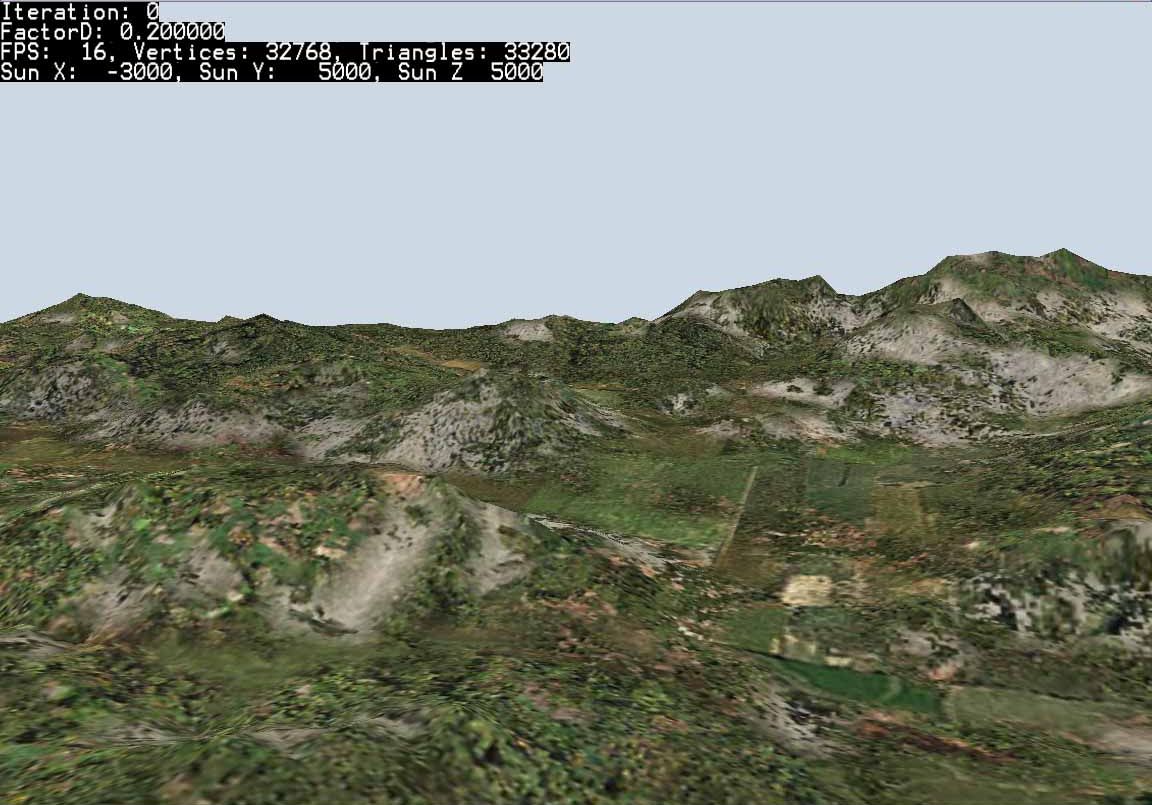 Iteration: 0
FactorD: 0.200000
FPS:  16, Vertices: 32768, Triangles: 33280
Sun X:  -3000, Sun Y:   5000, Sun Z  5000